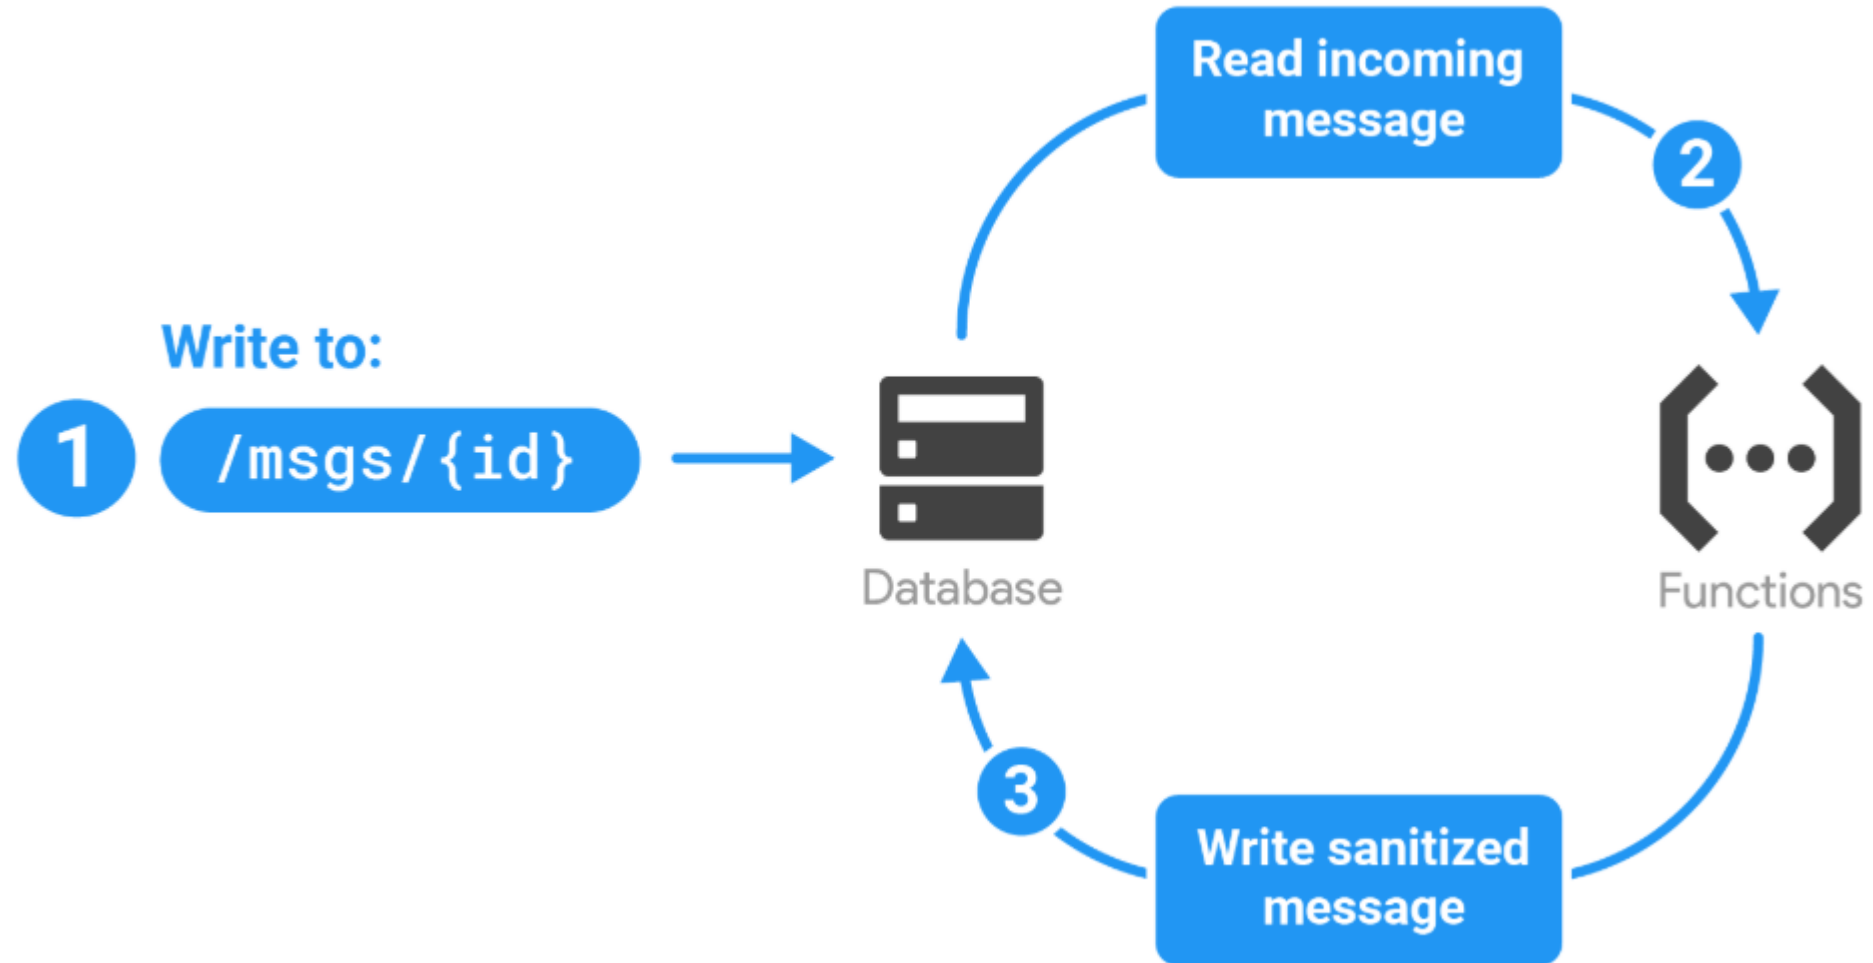 Write to:
1
/msgs/{id}
Database
Read incoming
message
2
Functions
Write sanitized
message
3